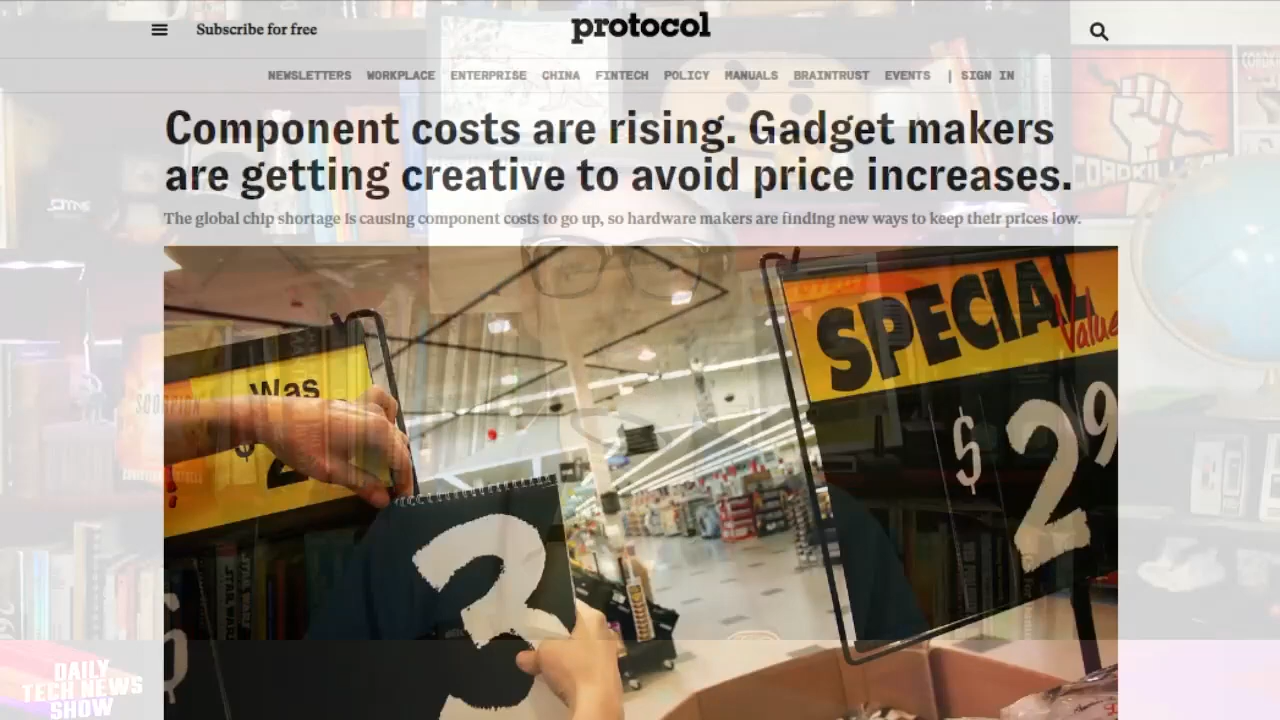 Subscribe for free
protocol
NEWSLETTERS WORKPLACE ENTERPRISE CHINA FINTECH POLICY MANUALS BRAINTRUST EVENTS | SIGN IN
Component costs are rising. Gadget makers
are getting creative to avoid price increases.
The global chip shortage is causing component costs to go up, so hardware makers are finding new ways to keep their prices low.
Was
$
2
3
SPECIAL
Value
$
29
CORDKILLERS
DAILY
TECH NEWS
SHOW